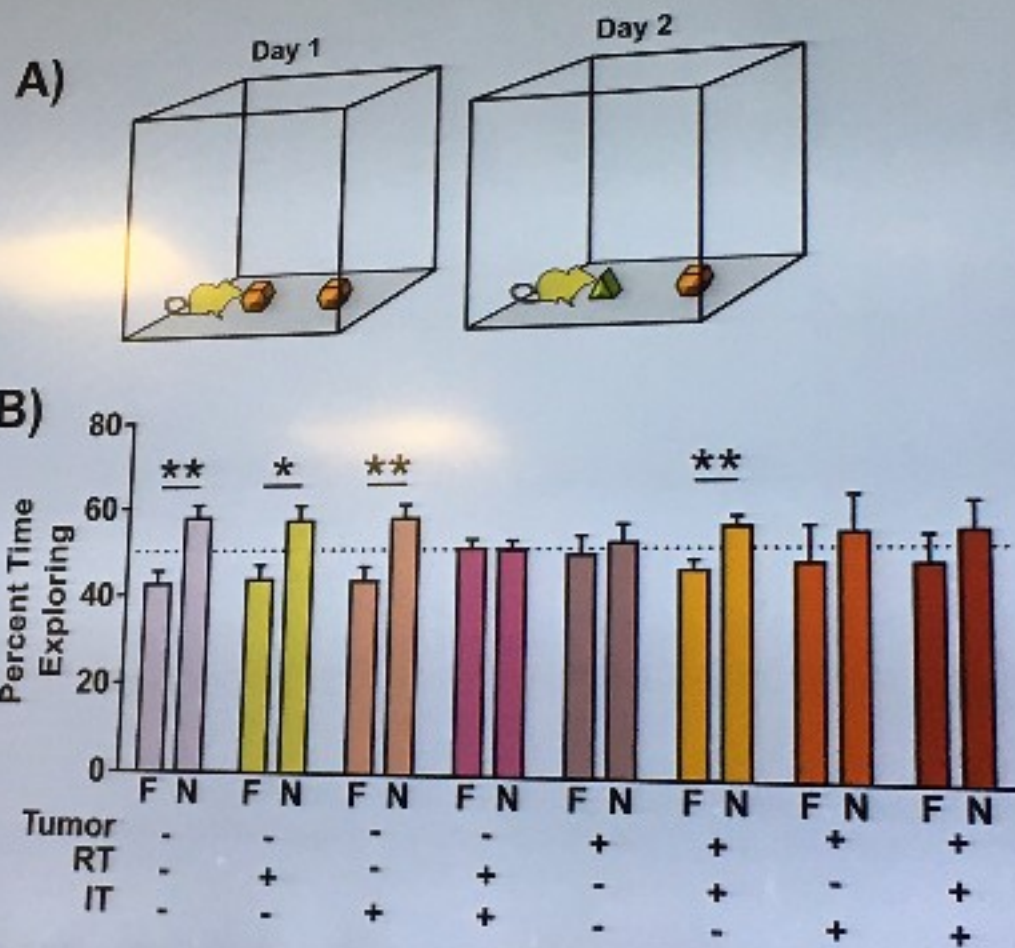 A)
Day 1
Day 2
B)
Percent Time
Exploring
80
60
40
20
0
** * ** **
F N F N F N F N F N F N F N F N
Tumor - - - - + + + +
RT - + - + - + - +
IT - - + + - - + +